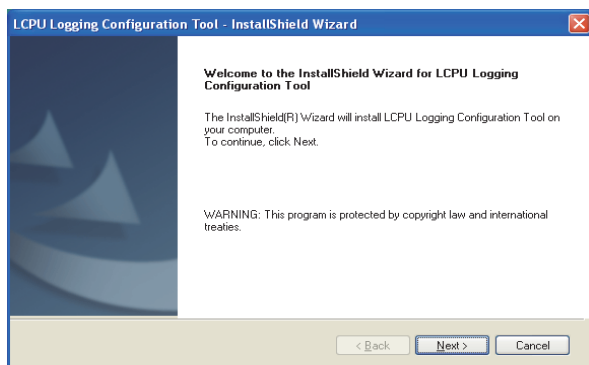 LCPU Logging Configuration Tool - InstallShield Wizard
Welcome to the InstallShield Wizard for LCPU Logging
Configuration Tool
The InstallShield(R) Wizard will install LCPU Logging Configuration Tool on
your computer.
To continue, click Next.
WARNING: This program is protected by copyright law and international
treaties.
< Back
Next >
Cancel